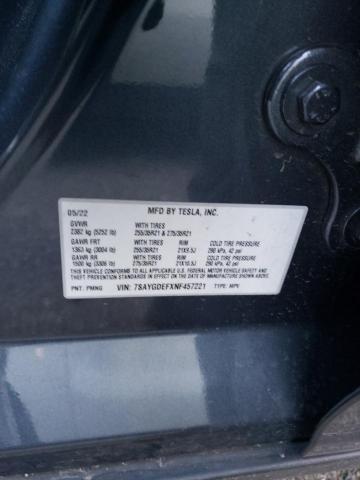 05/22 MFD BY TESLA, INC.
GVWR WITH TIRES
2382 kg (5252 lb) 255/35R21 & 275/35R21
GAWR FRT WITH TIRES RIM COLD TIRE PRESSURE
1363 kg (3004 lb) 255/35R21 21X9.5J 290 kPa, 42 psi
GAWR RR WITH TIRES RIM COLD TIRE PRESSURE
1500 kg (3306 lb) 275/35R21 21X10.5J 290 kPa, 42 psi
THIS VEHICLE CONFORMS TO ALL APPLICABLE U.S. FEDERAL MOTOR VEHICLE SAFETY AND
THEFT PREVENTION STANDARDS IN EFFECT ON THE DATE OF MANUFACTURE SHOWN ABOVE.
PNT: PMNG VIN: 7SAYGDEFXNF457221 TYPE: MPV